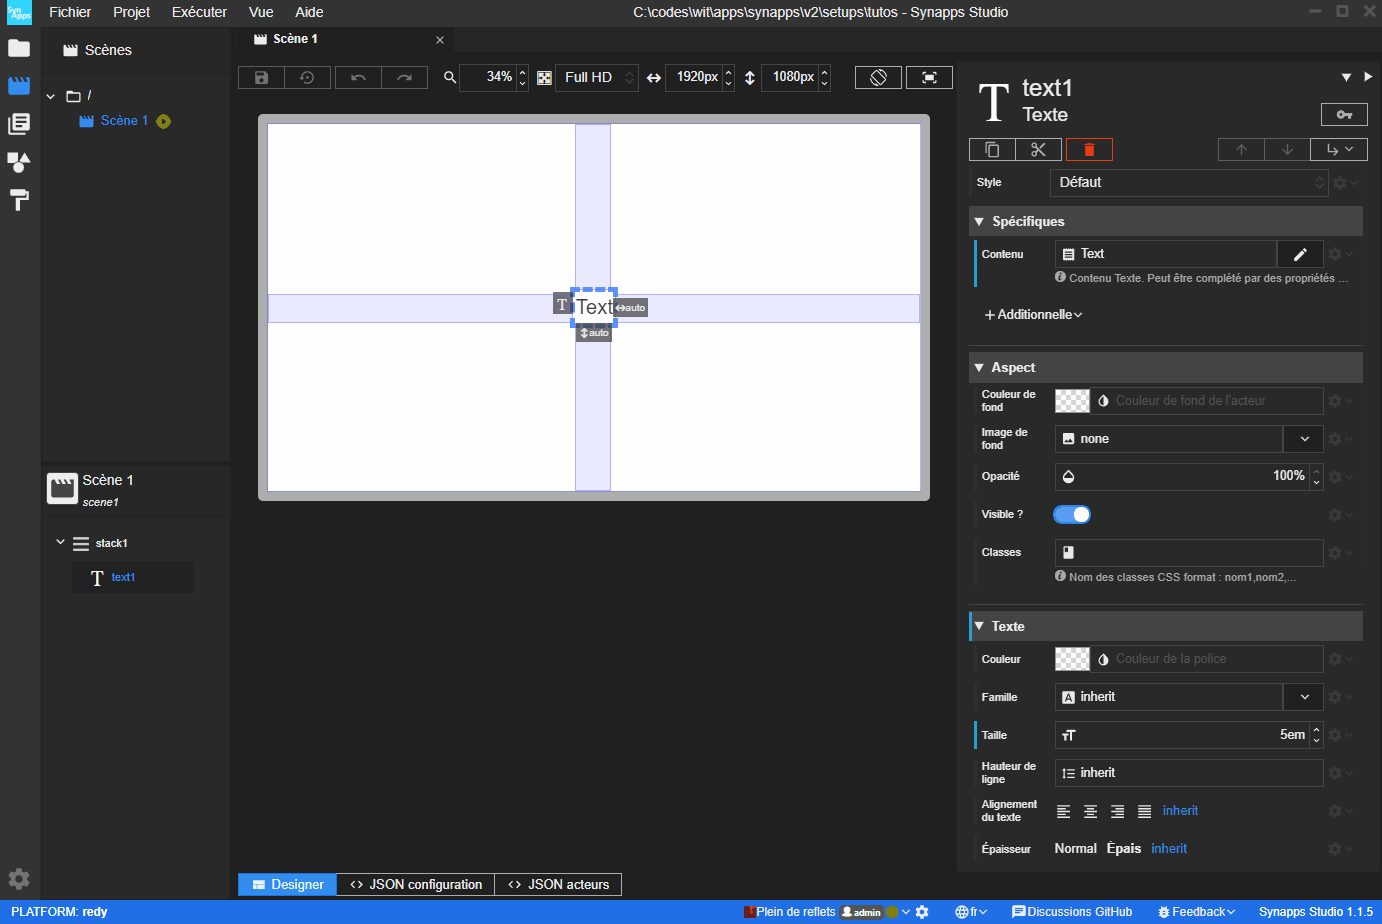 Syn
Apps
Fichier Projet Exécuter Vue Aide
C:\codes\wit\apps\synapps\v2\setups\tutos - Synapps Studio
Scènes
/
Scène 1
Scène 1
scene1
stack1
text1
Scène 1
34% Full HD 1920px 1080px
T Text auto
auto
Designer JSON configuration JSON acteurs
text1
Texte
Style Défaut
Spécifiques
Contenu Text
Contenu Texte. Peut être complété par des propriétés ...
Additionnelle
Aspect
Couleur de
fond Couleur de fond de l'acteur
Image de
fond none
Opacité 100%
Visible ?
Classes
Nom des classes CSS format : nom1,nom2,...
Texte
Couleur Couleur de la police
Famille inherit
Taille 5em
Hauteur de
ligne inherit
Alignement
du texte inherit
Épaisseur Normal Épais inherit
PLATFORM: redy Plein de reflets admin fr Discussions GitHub Feedback Synapps Studio 1.1.5